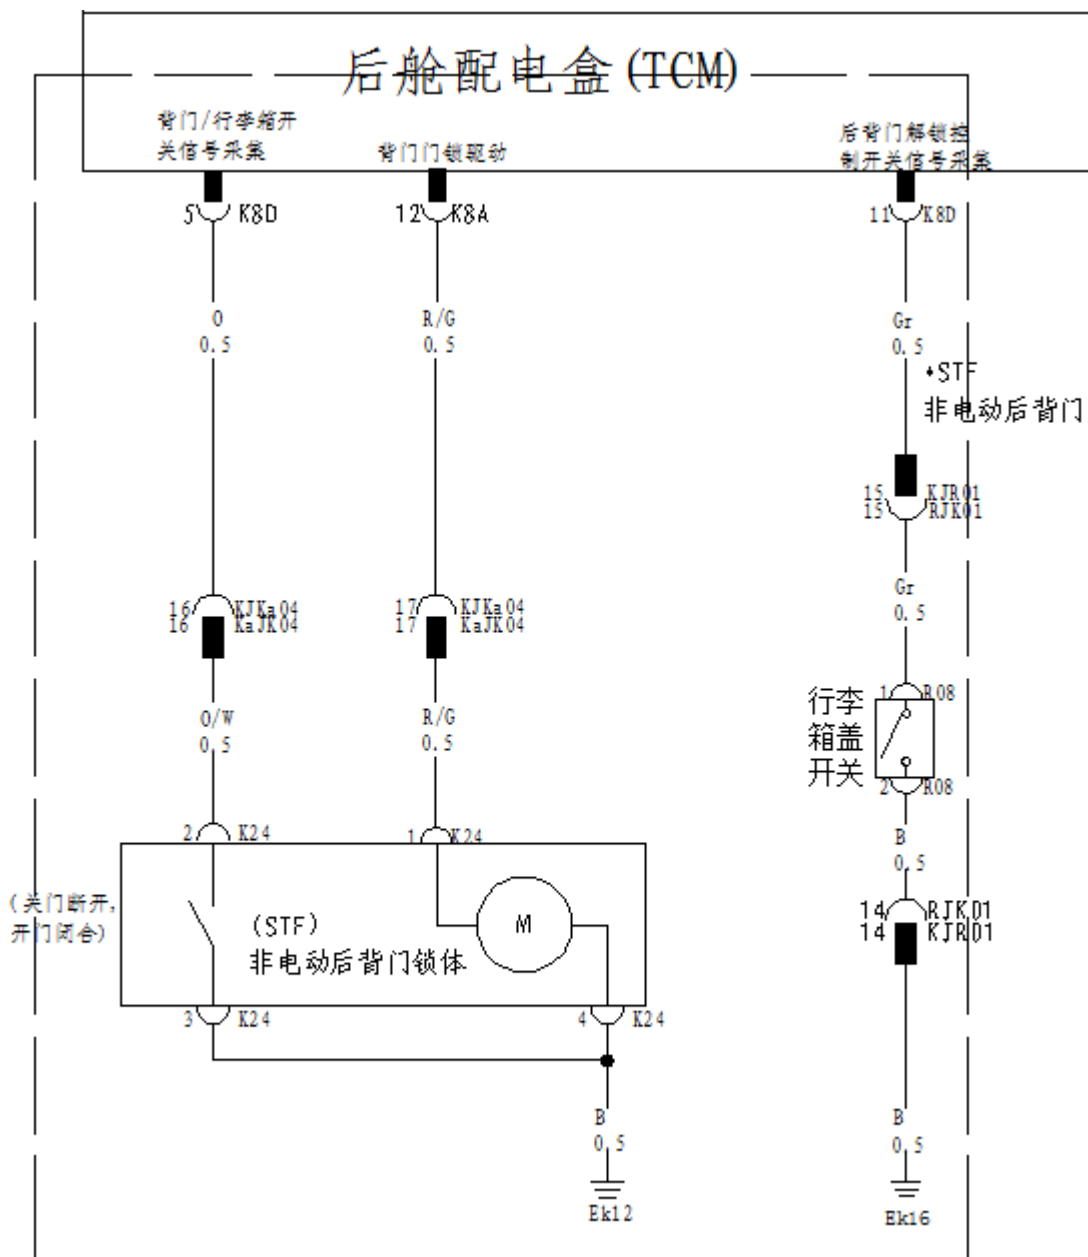 后舱配电盒(TCM)
背门/行李箱开
关信号采集
背门门锁驱动
后背门解锁控
制开关信号采集
5 K8D
12 K8A
11 K8D
O
0.5
R/G
0.5
Gr
0.5
*STF
非电动后背门
15 KJR01
15 RJK01
Gr
0.5
16 KJKa04
16 KaJK04
17 KJKa04
17 KaJK04
O/W
0.5
R/G
0.5
行李
箱盖
开关
1 R08
2 R08
B
0.5
2 K24
1 K24
(关门断开,
开门闭合)
(STF)
非电动后背门锁体
M
14 RJK01
14 KJR01
3 K24
4 K24
B
0.5
Ek12
B
0.5
Ek16